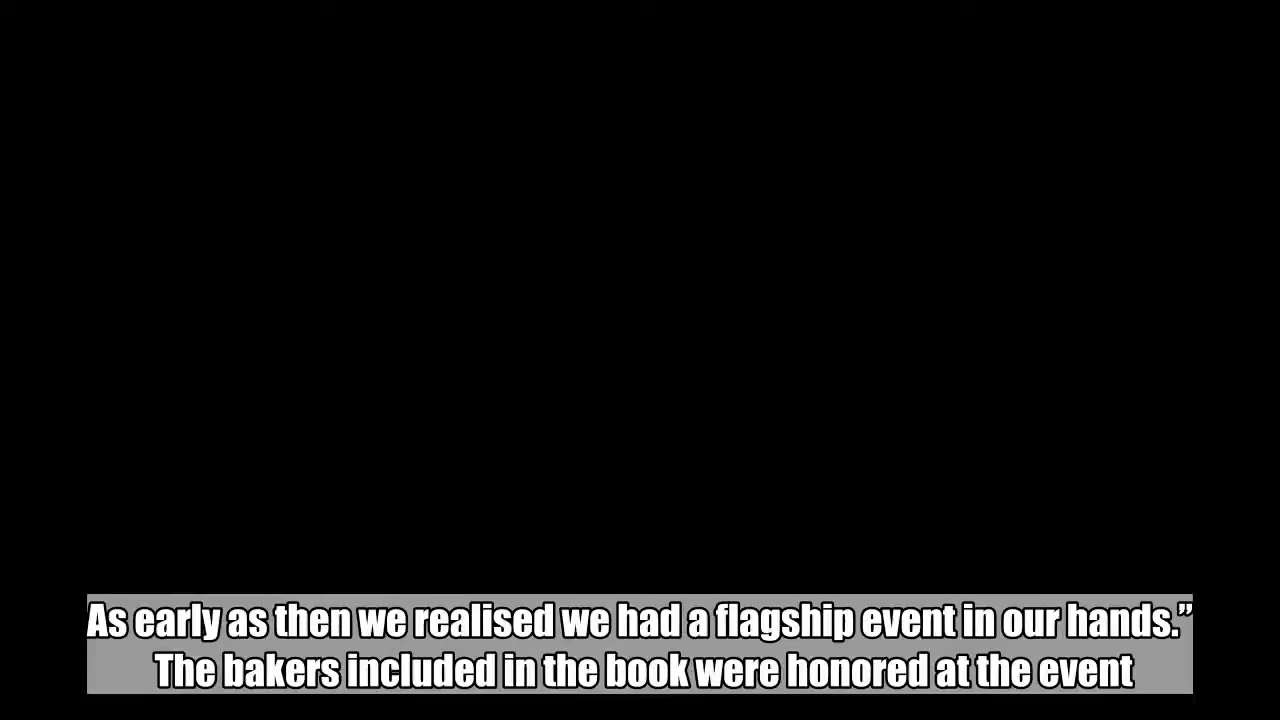 As early as then we realised we had a flagship event in our hands.”
The bakers included in the book were honored at the event